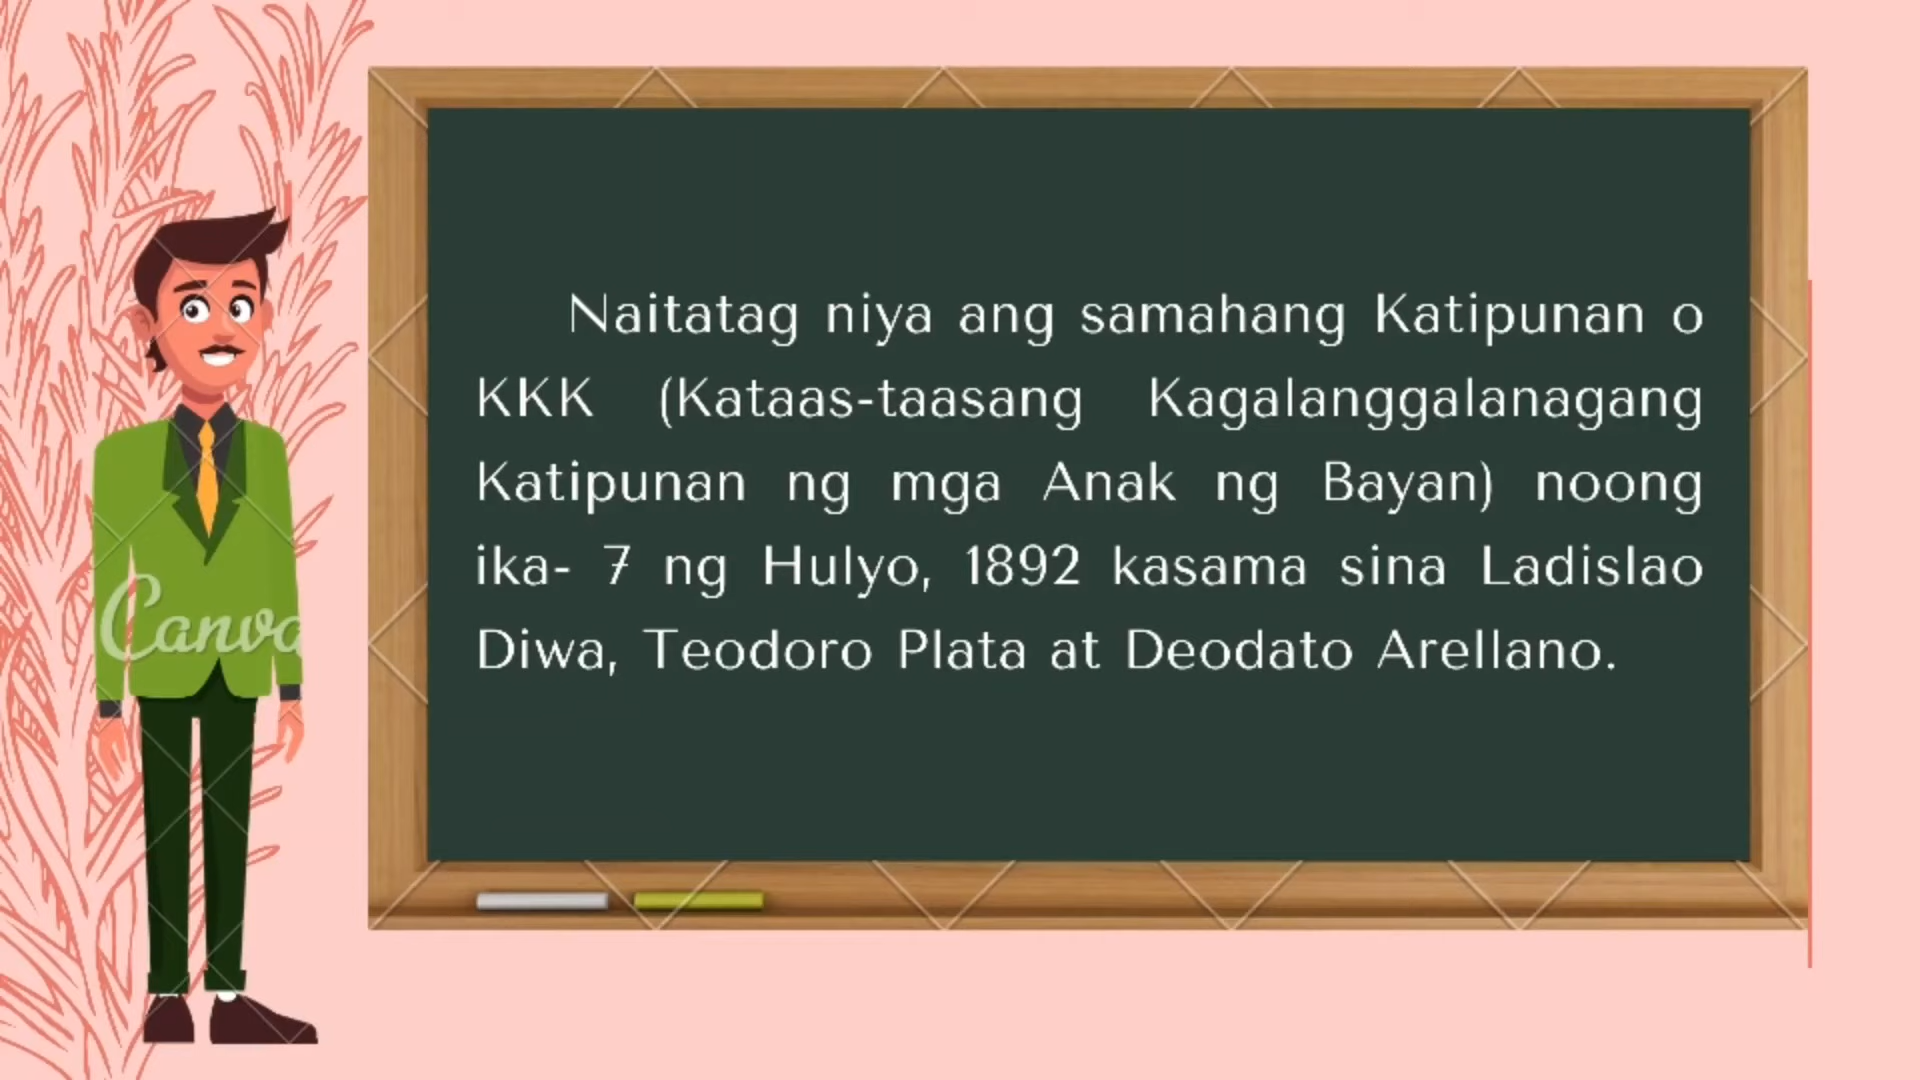 Naitatag niya ang samahang Katipunan o
KKK (Kataas-taasang Kagalanggalanagang
Katipunan ng mga Anak ng Bayan) noong
ika- 7 ng Hulyo, 1892 kasama sina Ladislao
Diwa, Teodoro Plata at Deodato Arellano.
Canva